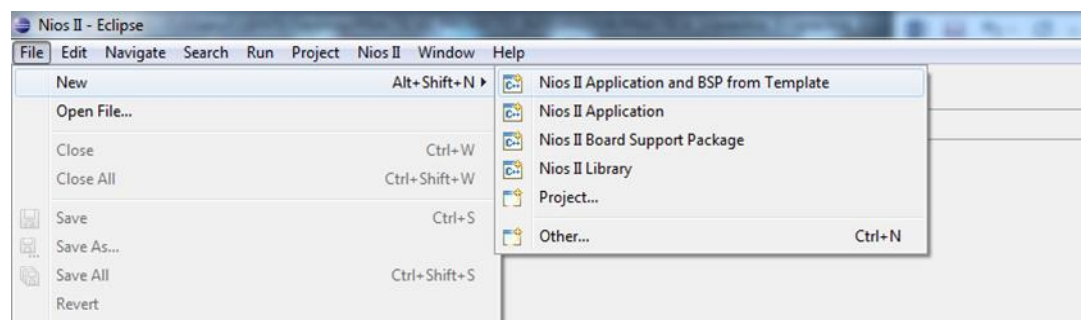 Nios II - Eclipse
File Edit Navigate Search Run Project Nios II Window Help
New Alt+Shift+N
Open File...
Close Ctrl+W
Close All Ctrl+Shift+W
Save Ctrl+S
Save As...
Save All Ctrl+Shift+S
Revert
Nios II Application and BSP from Template
Nios II Application
Nios II Board Support Package
Nios II Library
Project...
Other... Ctrl+N